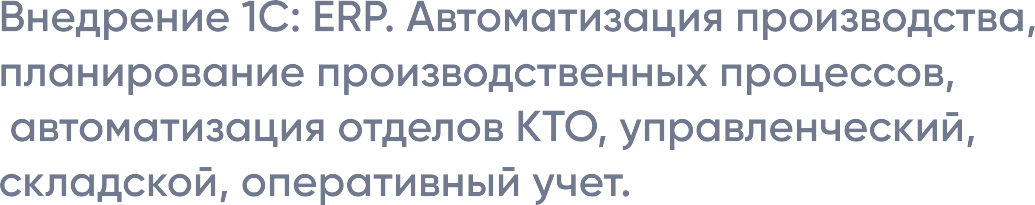 Внедрение 1С: ERP. Автоматизация производства,
планирование производственных процессов,
автоматизация отделов КТО, управленческий,
складской, оперативный учет.